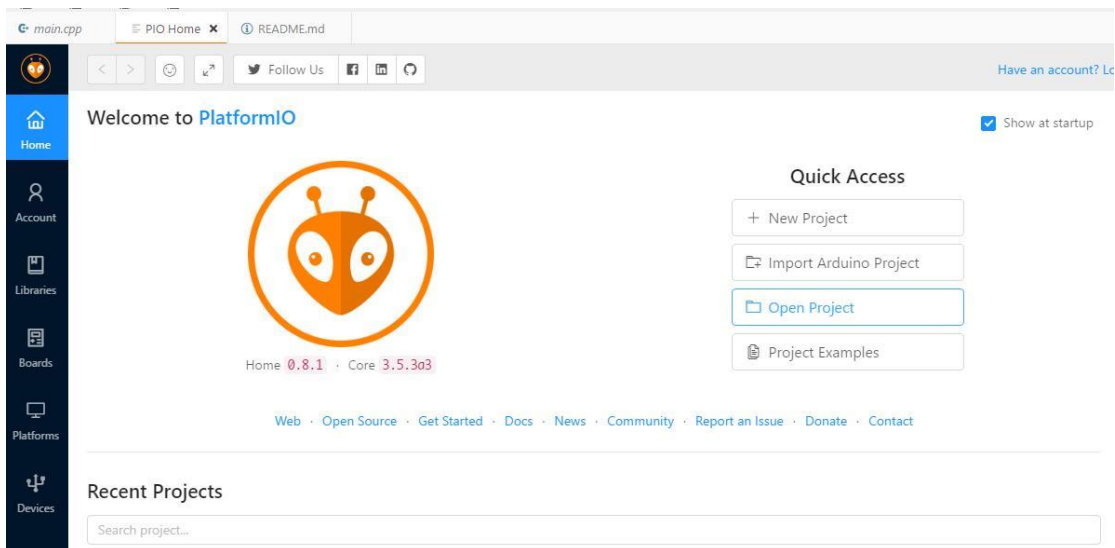 main.cpp
PIO Home
README.md
Follow Us
Have an account?
Welcome to PlatformIO
Show at startup
Home
Account
Libraries
Boards
Platforms
Devices
Quick Access
New Project
Import Arduino Project
Open Project
Project Examples
Home 0.8.1 · Core 3.5.3a3
Web · Open Source · Get Started · Docs · News · Community · Report an Issue · Donate · Contact
Recent Projects
Search project...